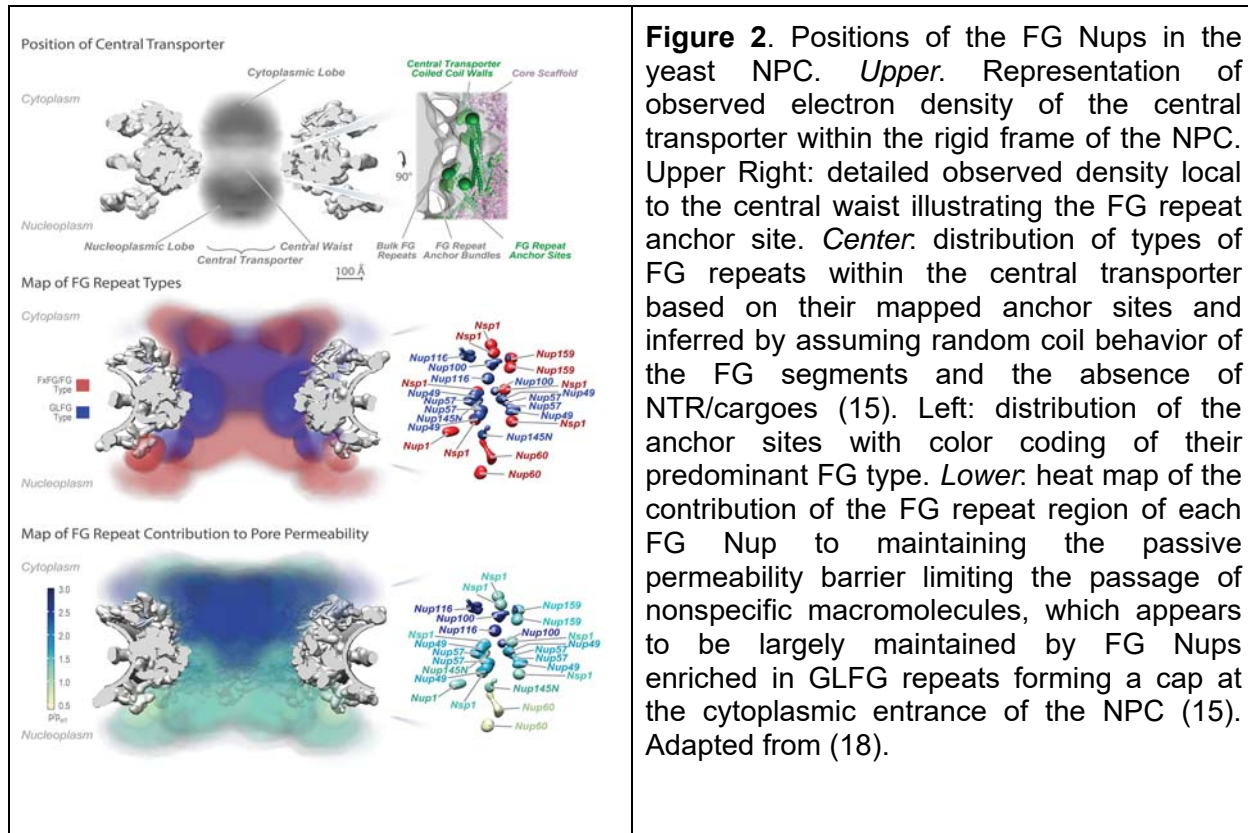 Position of Central Transporter
Cytoplasmic Lobe
Central Transporter
Coiled Coil Walls
Core Scaffold
Cytoplasm
90°
Nucleoplasm
Nucleoplasmic Lobe
Central Waist
Central Transporter
Bulk FG
Repeats
FG Repeat
Anchor Bundles
FG Repeat
Anchor Sites
100 Å
Map of FG Repeat Types
Cytoplasm
FxFG/FG
Type
GLFG
Type
Nucleoplasm
Nsp1
Nsp1
Nup116
Nup100
Nup159
Nup159
Nup116
Nup100
Nsp1
Nsp1
Nup49
Nup49
Nup57
Nup57
Nup57
Nup57
Nup145N
Nup49
Nup49
Nsp1
Nup1
Nup145N
Nsp1
Nup60
Nup60
Map of FG Repeat Contribution to Pore Permeability
Cytoplasm
3.0
2.5
2.0
1.5
1.0
0.5
Nucleoplasm
Nsp1
Nsp1
Nup116
Nup100
Nup159
Nup159
Nup116
Nup100
Nsp1
Nup49
Nup49
Nup57
Nup57
Nup57
Nup57
Nup145N
Nup49
Nup49
Nsp1
Nup1
Nup145N
Nsp1
Nup60
Nup60
Figure 2. Positions of the FG Nups in the
yeast NPC. Upper. Representation of
observed electron density of the central
transporter within the rigid frame of the NPC.
Upper Right: detailed observed density local
to the central waist illustrating the FG repeat
anchor site. Center: distribution of types of
FG repeats within the central transporter
based on their mapped anchor sites and
inferred by assuming random coil behavior of
the FG segments and the absence of
NTR/cargoes (15). Left: distribution of the
anchor sites with color coding of their
predominant FG type. Lower: heat map of the
contribution of the FG repeat region of each
FG Nup to maintaining the passive
permeability barrier limiting the passage of
nonspecific macromolecules, which appears
to be largely maintained by FG Nups
enriched in GLFG repeats forming a cap at
the cytoplasmic entrance of the NPC (15).
Adapted from (18).